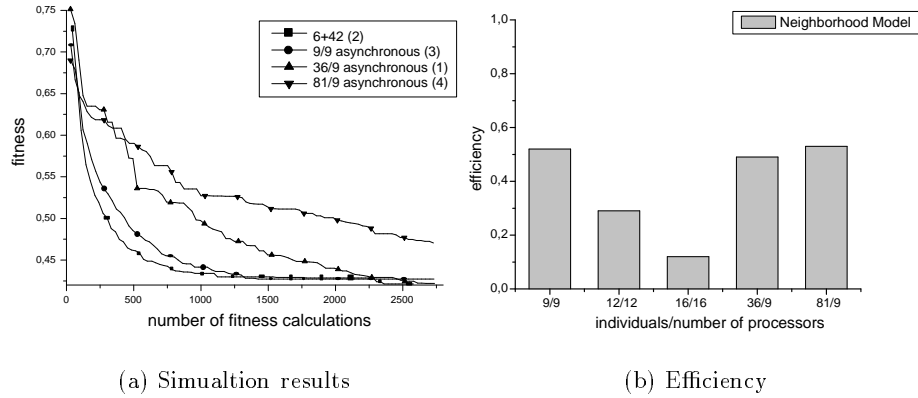 0,75
0,70
0,65
0,60
0,55
0,50
0,45
fitness
6+42 (2)
9/9 asynchronous (3)
36/9 asynchronous (1)
81/9 asynchronous (4)
0
500
1000
1500
2000
2500
number of fitness calculations
(a) Simualtion results
Neighborhood Model
1,0
0,8
0,6
0,4
0,2
0,0
efficiency
9/9
12/12
16/16
36/9
81/9
individuals/number of processors
(b) Efficiency